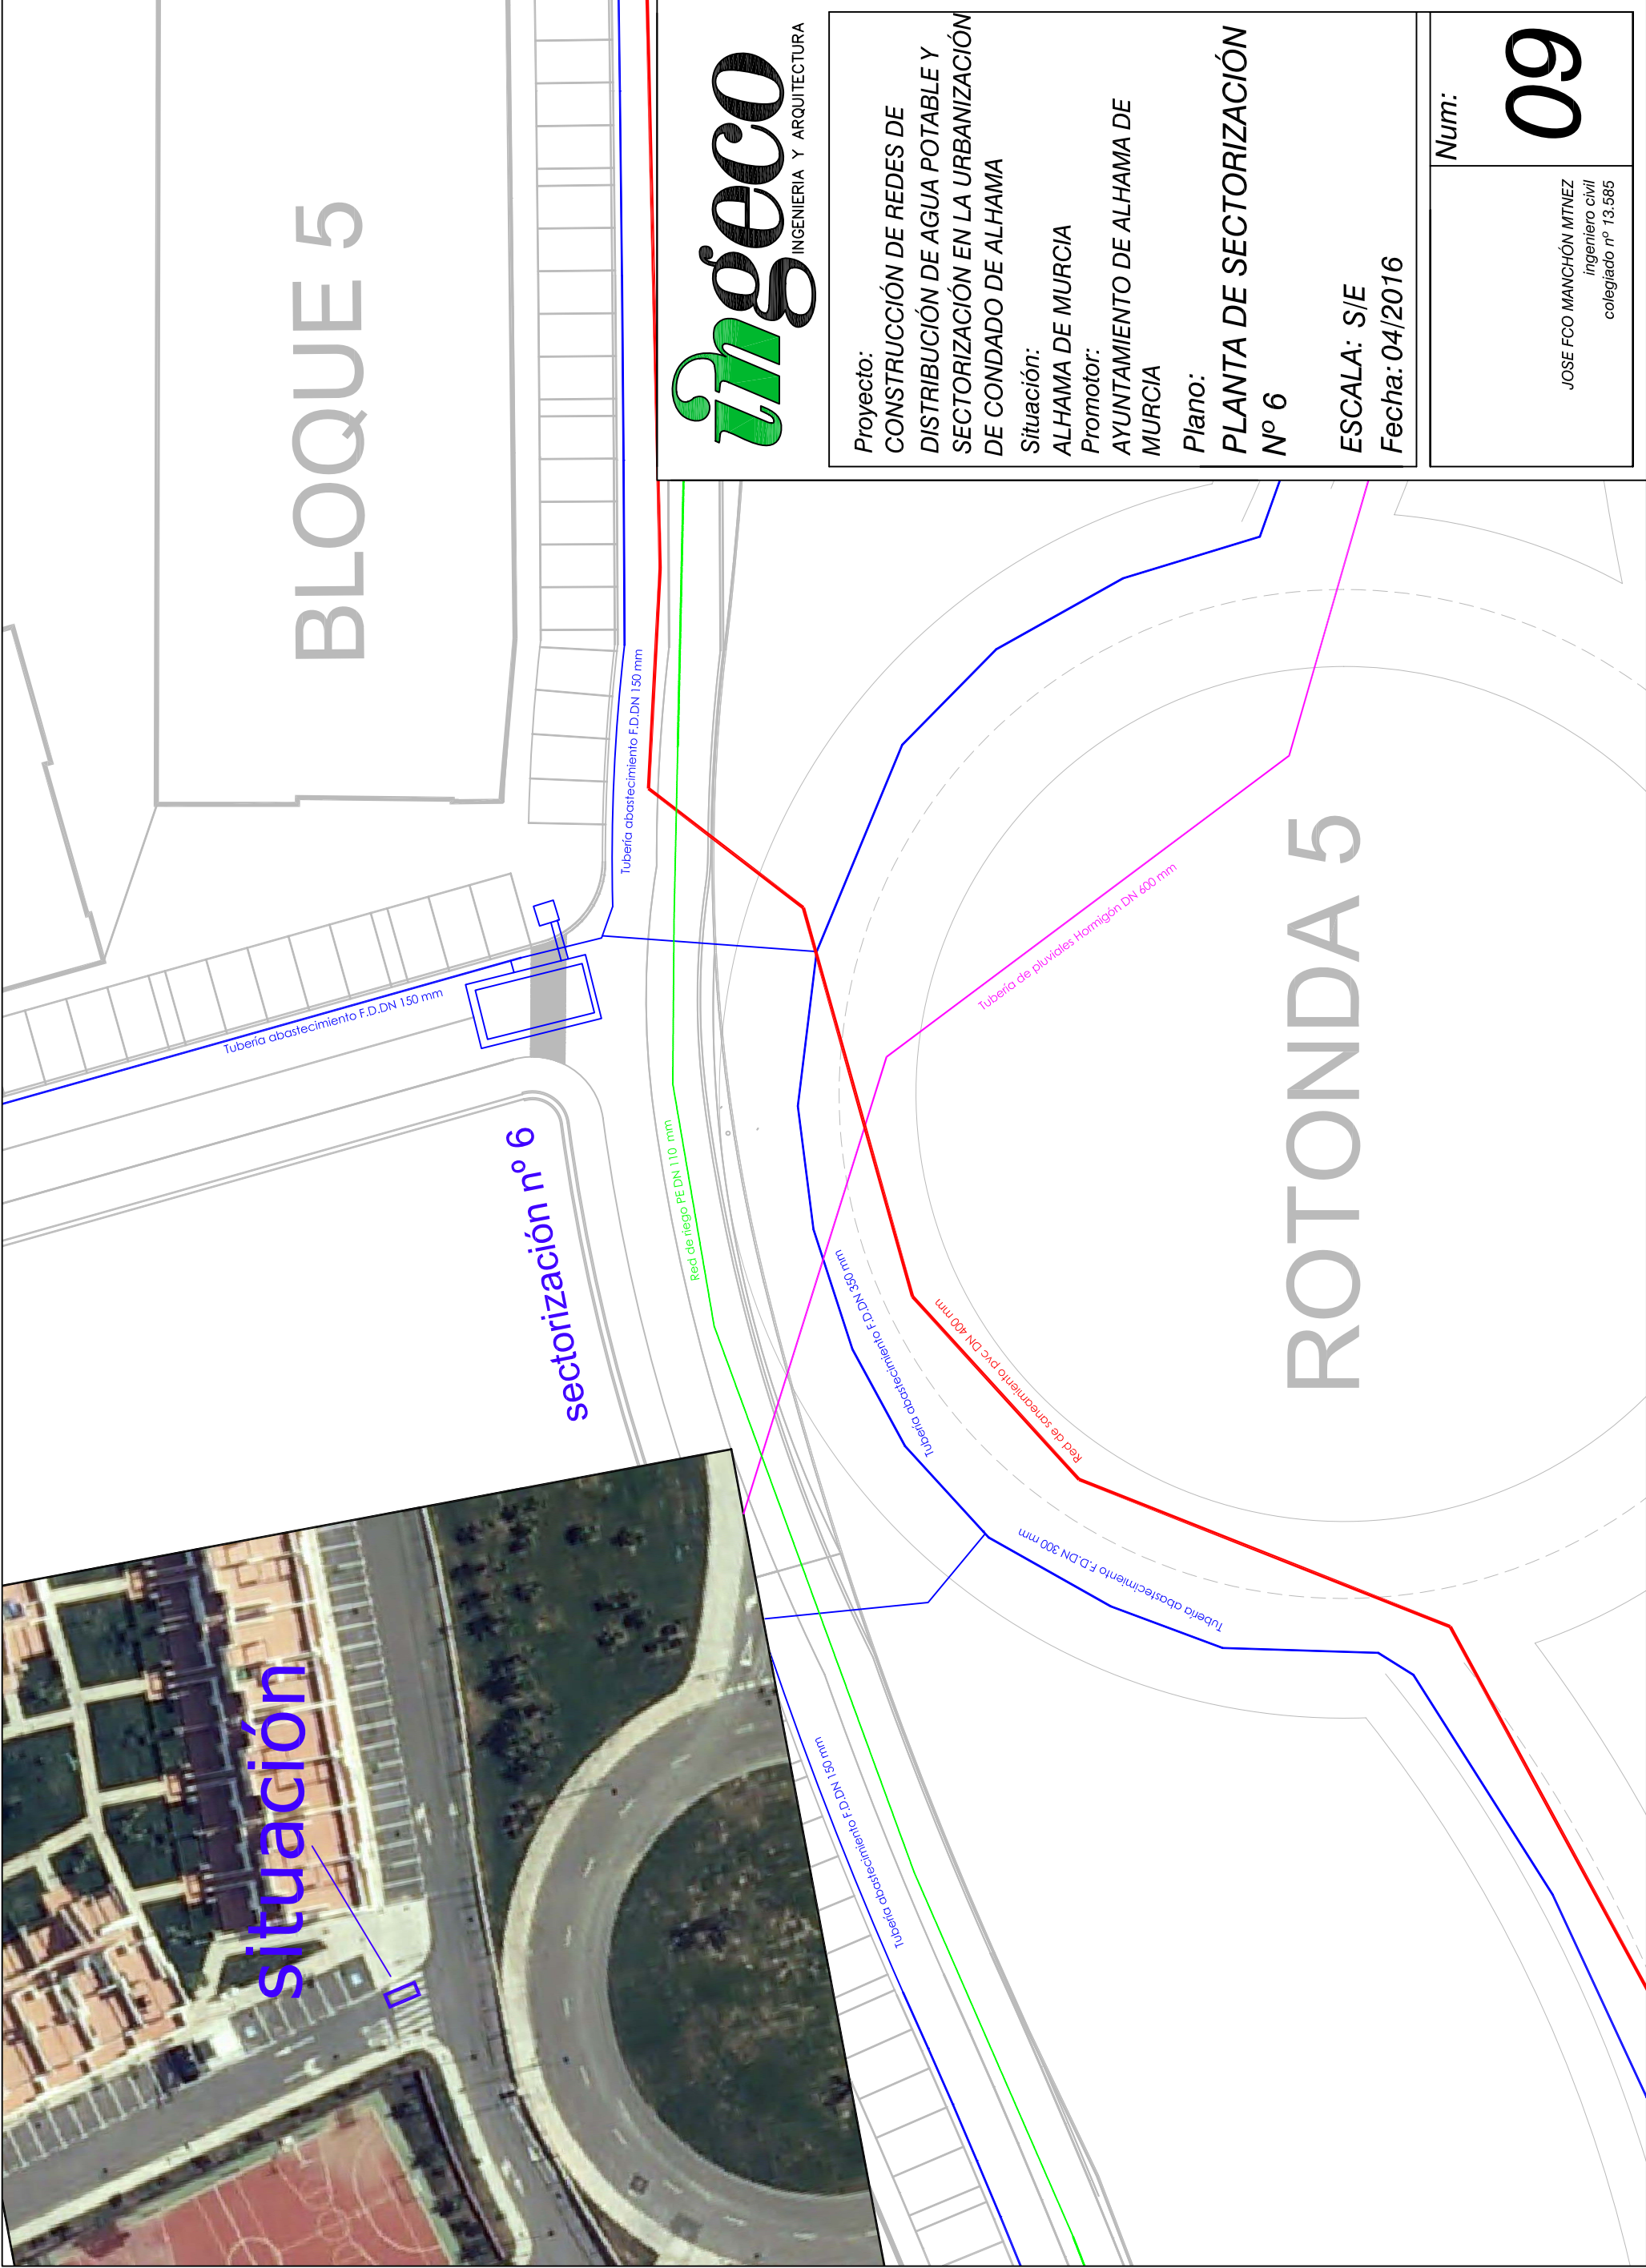 situación
sectorización nº 6
BLOQUE 5
ROTONDA 5
Tubería abastecimiento F.D.DN 150 mm
Tubería abastecimiento F.D.DN 150 mm
Red de riego PE DN 110 mm
Tubería abastecimiento F.D.DN 350 mm
Red de saneamiento pvc DN 400 mm
Tubería de pluviales Hormigón DN 600 mm
Tubería abastecimiento F.D.DN 300 mm
Tubería abastecimiento F.D.DN 150 mm
ingeco
INGENIERIA Y ARQUITECTURA
Proyecto:
CONSTRUCCIÓN DE REDES DE
DISTRIBUCIÓN DE AGUA POTABLE Y
SECTORIZACIÓN EN LA URBANIZACIÓN
DE CONDADO DE ALHAMA
Situación:
ALHAMA DE MURCIA
Promotor:
AYUNTAMIENTO DE ALHAMA DE
MURCIA
Plano:
PLANTA DE SECTORIZACIÓN
Nº 6
ESCALA: S/E
Fecha: 04/2016
Num:
09
JOSE FCO MANCHÓN MTNEZ
ingeniero civil
colegiado nº 13.585